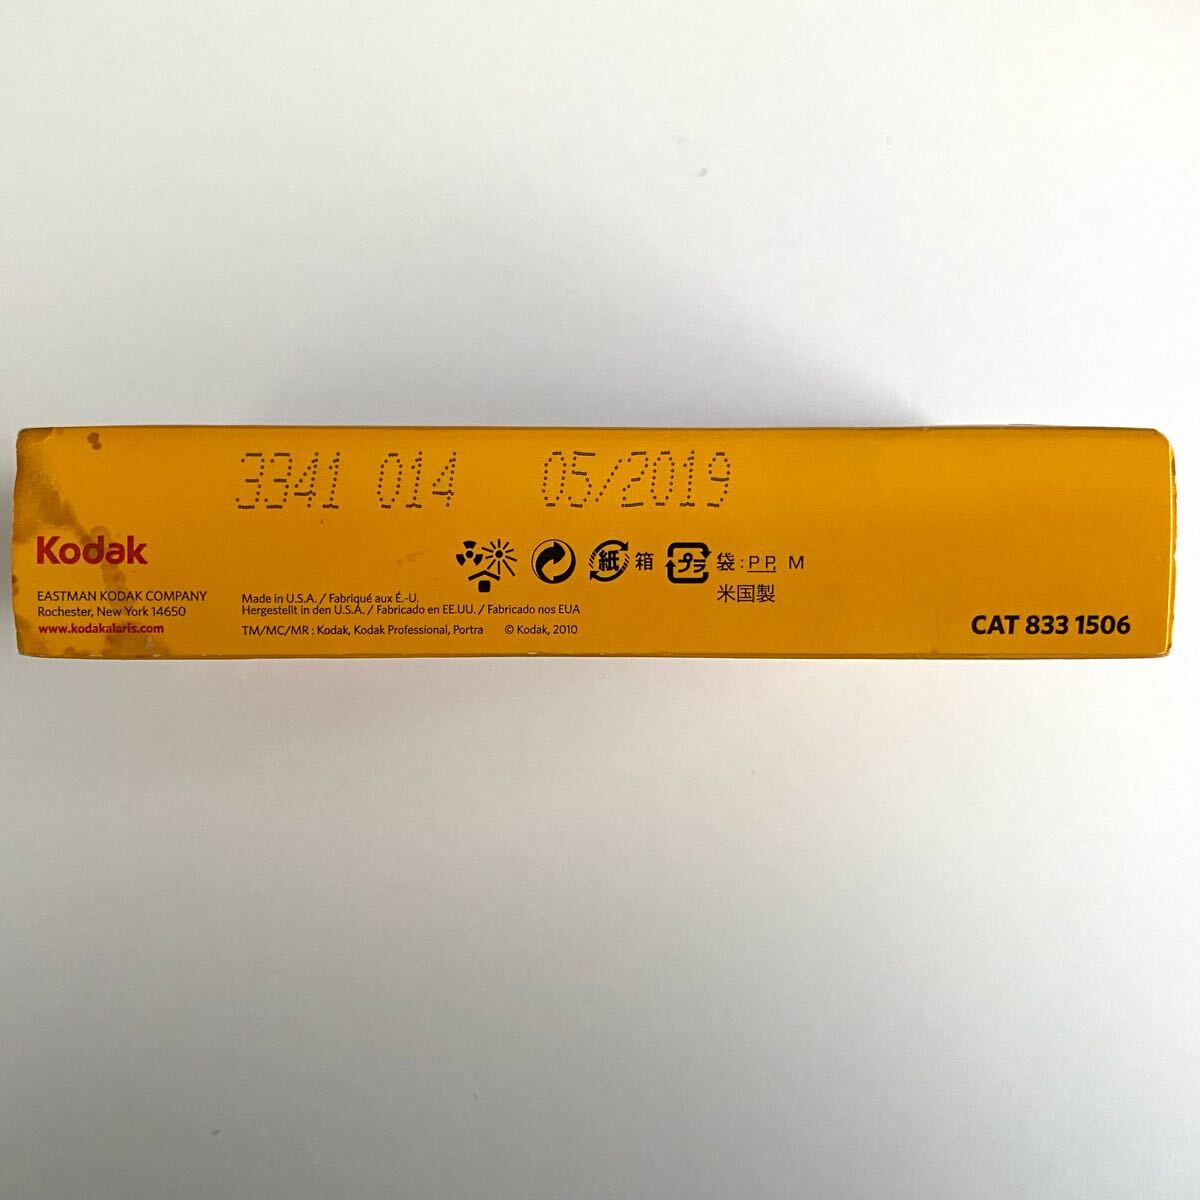 3341 014 05/2019
Kodak
紙 箱 プラ 袋:PP, M
米国製
EASTMAN KODAK COMPANY
Rochester, New York 14650
www.kodakalaris.com
Made in U.S.A. / Fabriqué aux É.-U.
Hergestellt in den U.S.A. / Fabricado en EE.UU. / Fabricado nos EUA
TM/MC/MR : Kodak, Kodak Professional, Portra © Kodak, 2010
CAT 833 1506